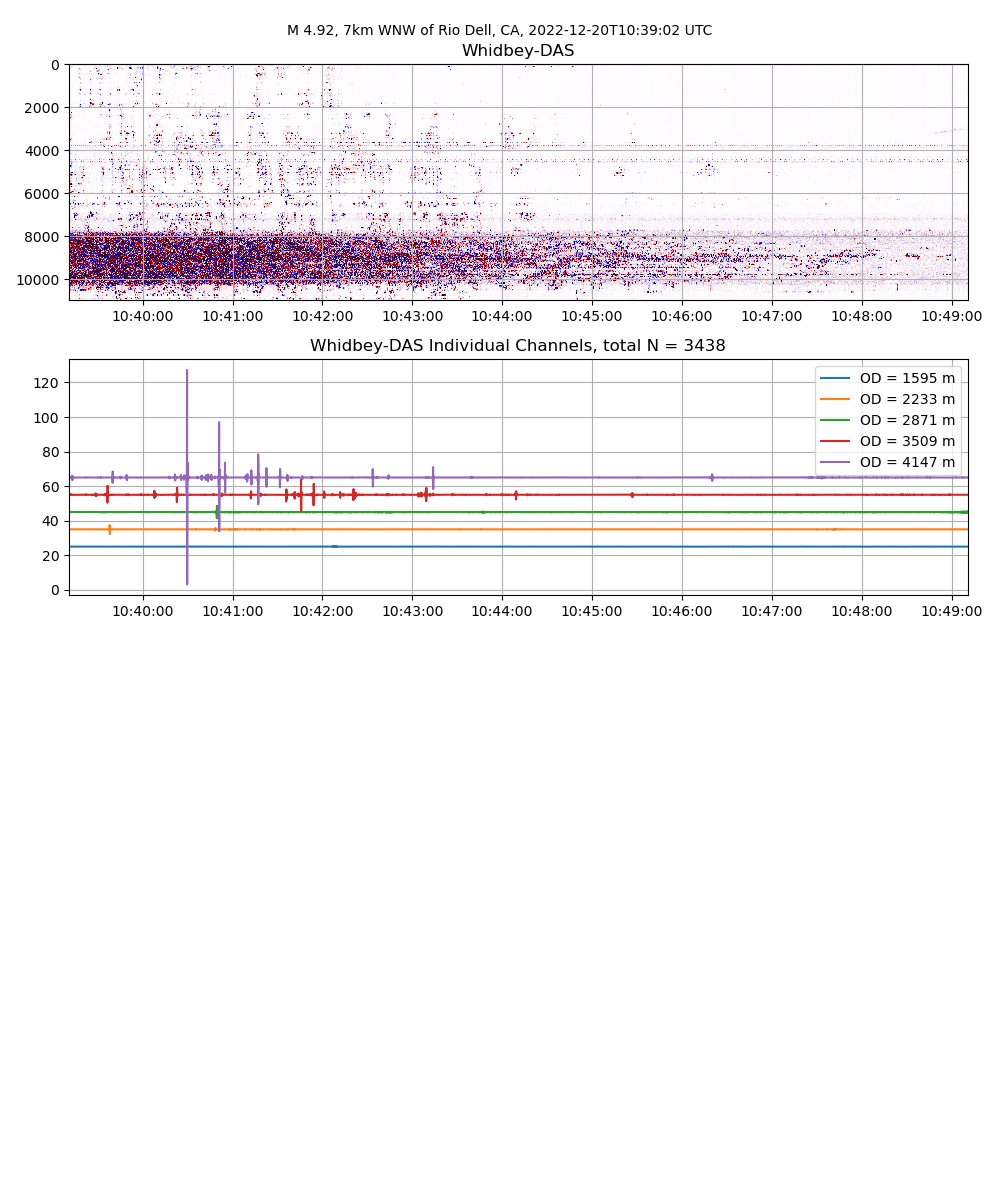 M 4.92, 7km WNW of Rio Dell, CA, 2022-12-20T10:39:02 UTC
Whidbey-DAS
0
2000
4000
6000
8000
10000
10:40:00 10:41:00 10:42:00 10:43:00 10:44:00 10:45:00 10:46:00 10:47:00 10:48:00 10:49:00
Whidbey-DAS Individual Channels, total N = 3438
120
100
80
60
40
20
0
OD = 1595 m
OD = 2233 m
OD = 2871 m
OD = 3509 m
OD = 4147 m
10:40:00 10:41:00 10:42:00 10:43:00 10:44:00 10:45:00 10:46:00 10:47:00 10:48:00 10:49:00